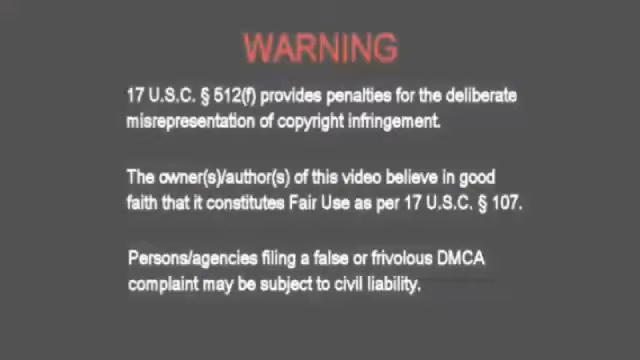 WARNING
17 U.S.C. § 512(f) provides penalties for the deliberate
misrepresentation of copyright infringement.
The owner(s)/author(s) of this video believe in good
faith that it constitutes Fair Use as per 17 U.S.C. § 107.
Persons/agencies filing a false or frivolous DMCA
complaint may be subject to civil liability.